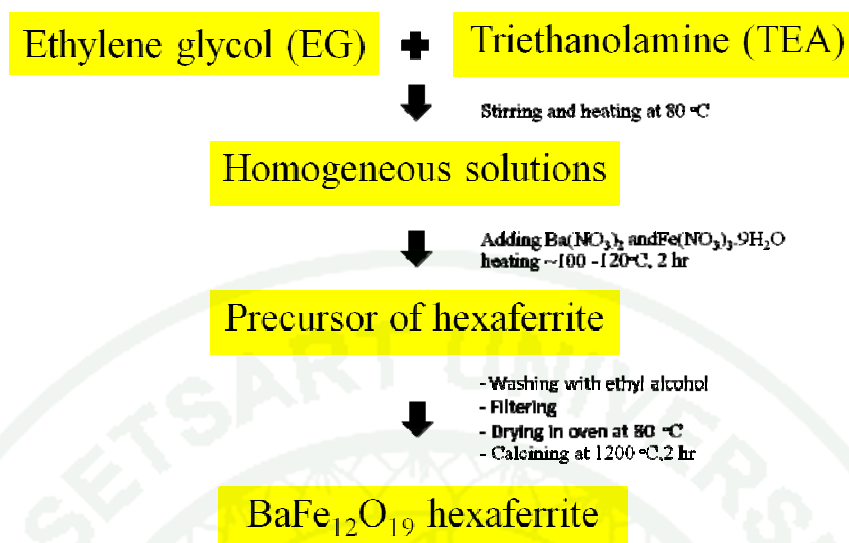 Ethylene glycol (EG) + Triethanolamine (TEA)
Stirring and heating at 80 °C
Homogeneous solutions
Adding Ba(NO₃)₂ andFe(NO₃)₃.9H₂O
heating ~100 -120°C, 2 hr
Precursor of hexaferrite
- Washing with ethyl alcohol
- Filtering
- Drying in oven at 80 °C
- Calcining at 1200 °C,2 hr
SETSART UNIVERS
BaFe₁₂O₁₉ hexaferrite